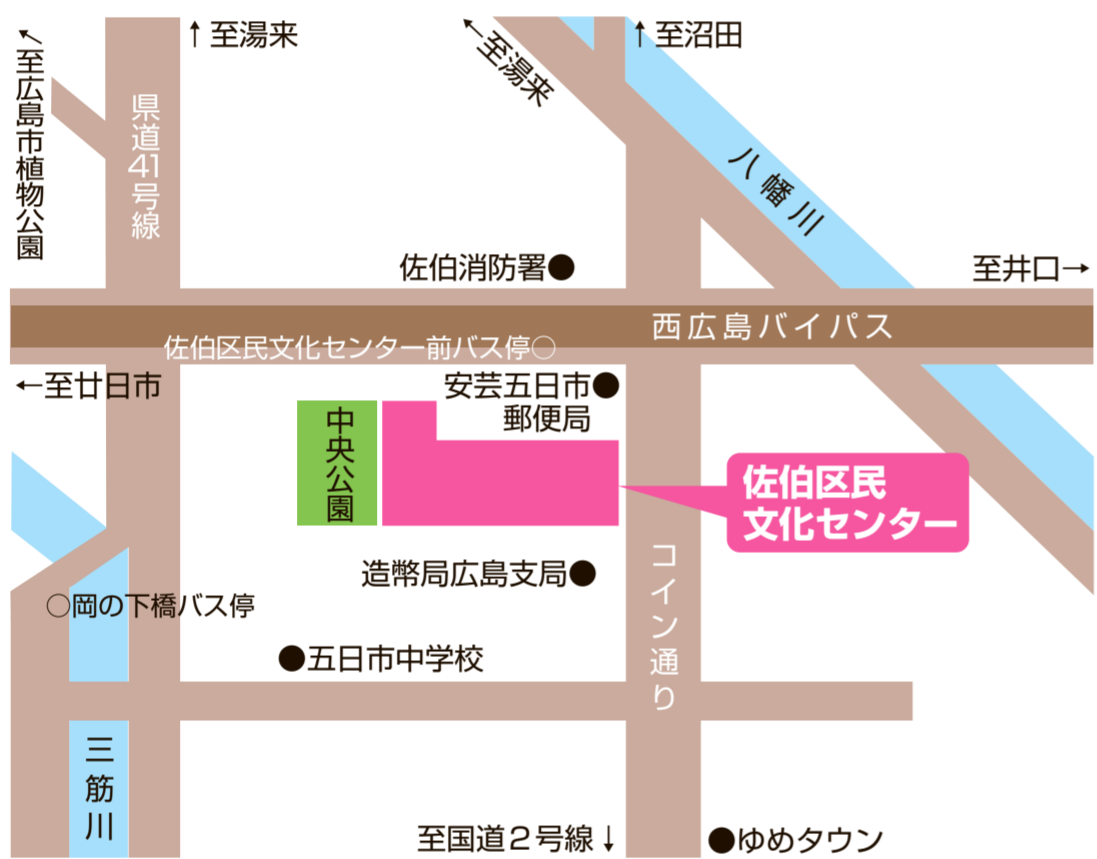 ↑至湯来
↑至沼田
←至湯来
←至広島市植物公園
県道41号線
八幡川
佐伯消防署●
至井口→
西広島バイパス
佐伯区民文化センター前バス停○
←至廿日市
安芸五日市●
郵便局
中央公園
佐伯区民
文化センター
造幣局広島支局●
コイン通り
○岡の下橋バス停
●五日市中学校
三筋川
至国道2号線↓
●ゆめタウン